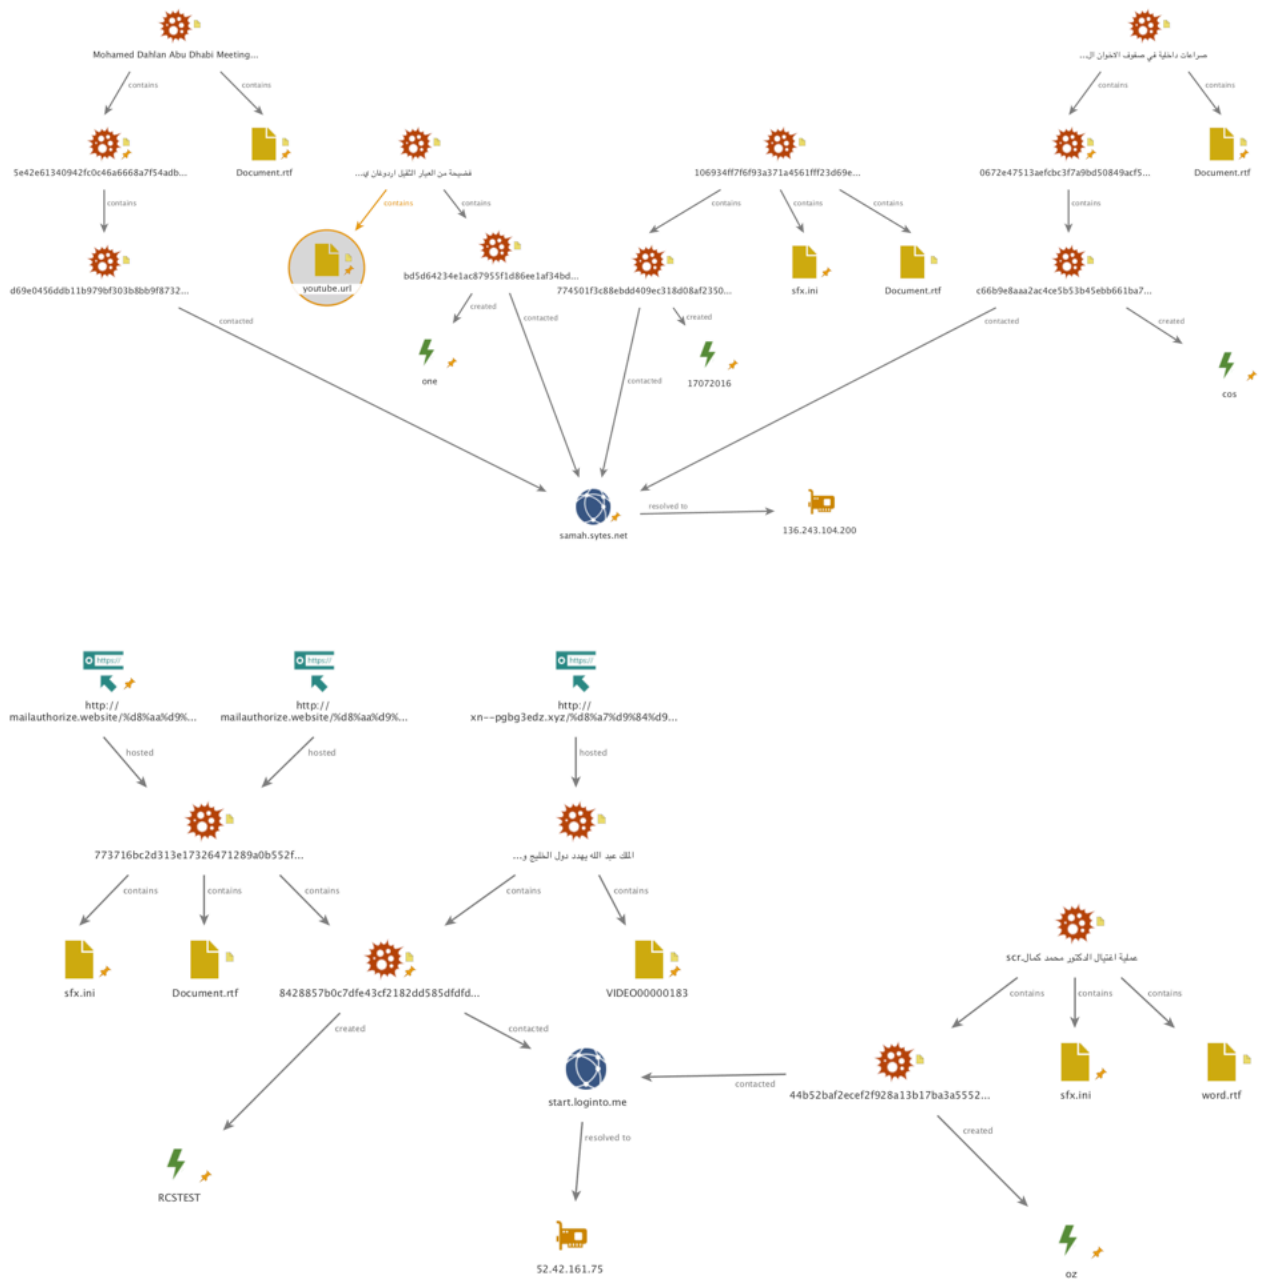 Mohamed Dahlan Abu Dhabi Meeting...
صراعات داخلية في صفوف الاخوان ال...
contains
contains
contains
contains
5e42e61340942fc0c46a6668a7f54adb...
Document.rtf
فضيحة من العيار الثقيل اردوغان ي...
106934ff7f6f93a371a4561fff23d69e...
0672e47513aefcbc3f7a9bd50849acf5...
Document.rtf
contains
contains
contains
contains
contains
contains
contains
youtube.url
bd5d64234e1ac87955f1d86ee1af34bd...
d69e0456ddb11b979bf303b8bb9f8732...
774501f3c88ebdd409ec318d08af2350...
sfx.ini
Document.rtf
c66b9e8aaa2ac4ce5b53b45ebb661ba7...
contacted
created
contacted
created
contacted
created
one
contacted
17072016
cos
samah.sytes.net
resolved to
136.243.104.200
http://
mailauthorize.website/%d8%aa%d9%...
http://
mailauthorize.website/%d8%aa%d9%...
http://
xn--pgbg3edz.xyz/%d8%a7%d9%84%d9...
hosted
hosted
hosted
773716bc2d313e17326471289a0b552f...
الملك عبد الله يهدد دول الخليج و...
contains
contains
contains
contains
contains
عملية اغتيال الدكتور محمد كمال.scr
sfx.ini
Document.rtf
8428857b0c7dfe43cf2182dd585dfdfd...
VIDEO00000183
contains
contains
contains
created
contacted
start.loginto.me
contacted
44b52baf2ecef2f928a13b17ba3a5552...
sfx.ini
word.rtf
resolved to
created
RCSTEST
52.42.161.75
oz